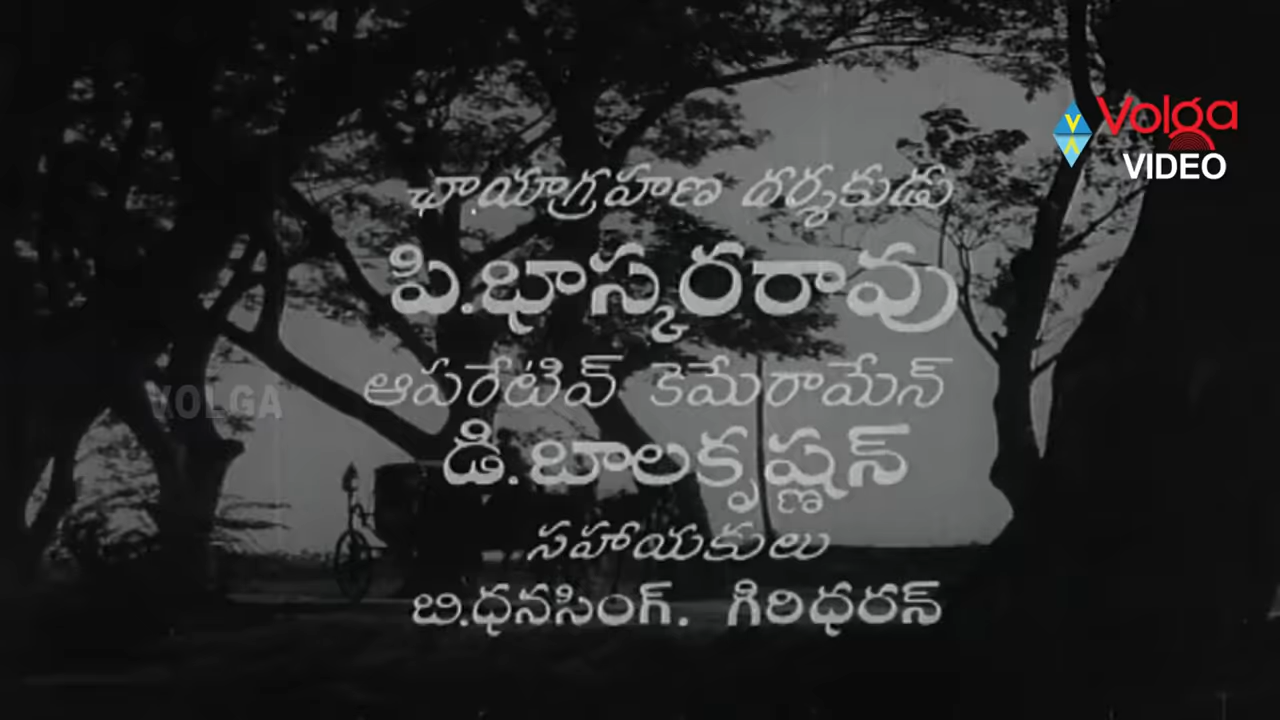 Volga
VIDEO
ఛాయాగ్రహణ దర్శకుడు
పి.భాస్కరరావు
ఆపరేటివ్ కెమేరామేన్
VOLGA
డి.బాలకృష్ణన్
సహాయకులు
బి.ధనసింగ్. గిరిధరన్